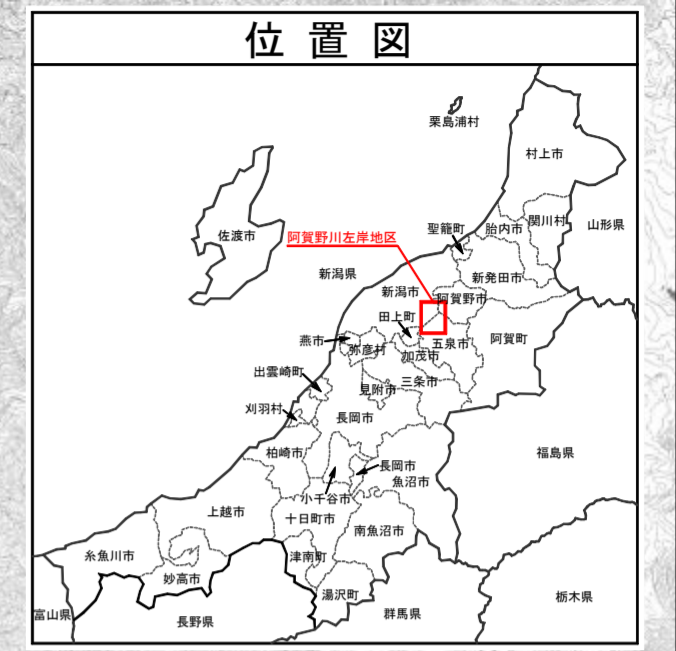 位置図
粟島浦村
村上市
関川村
胎内市
聖籠町
山形県
佐渡市
阿賀野川左岸地区
新潟県
新発田市
新潟市
阿賀野市
田上町
燕市
弥彦村
五泉市
阿賀町
加茂市
出雲崎町
三条市
見附市
刈羽村
長岡市
柏崎市
長岡市
魚沼市
福島県
小千谷市
上越市
十日町市
南魚沼市
糸魚川市
津南町
妙高市
湯沢町
栃木県
富山県
長野県
群馬県